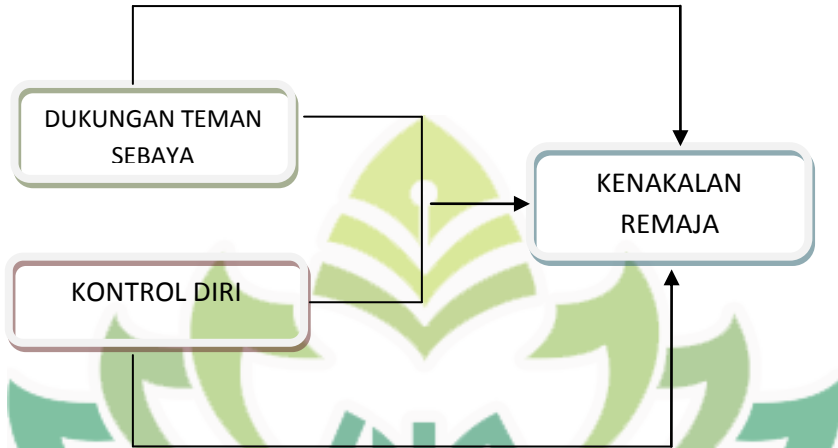 DUKUNGAN TEMAN
SEBAYA
KENAKALAN
REMAJA
KONTROL DIRI